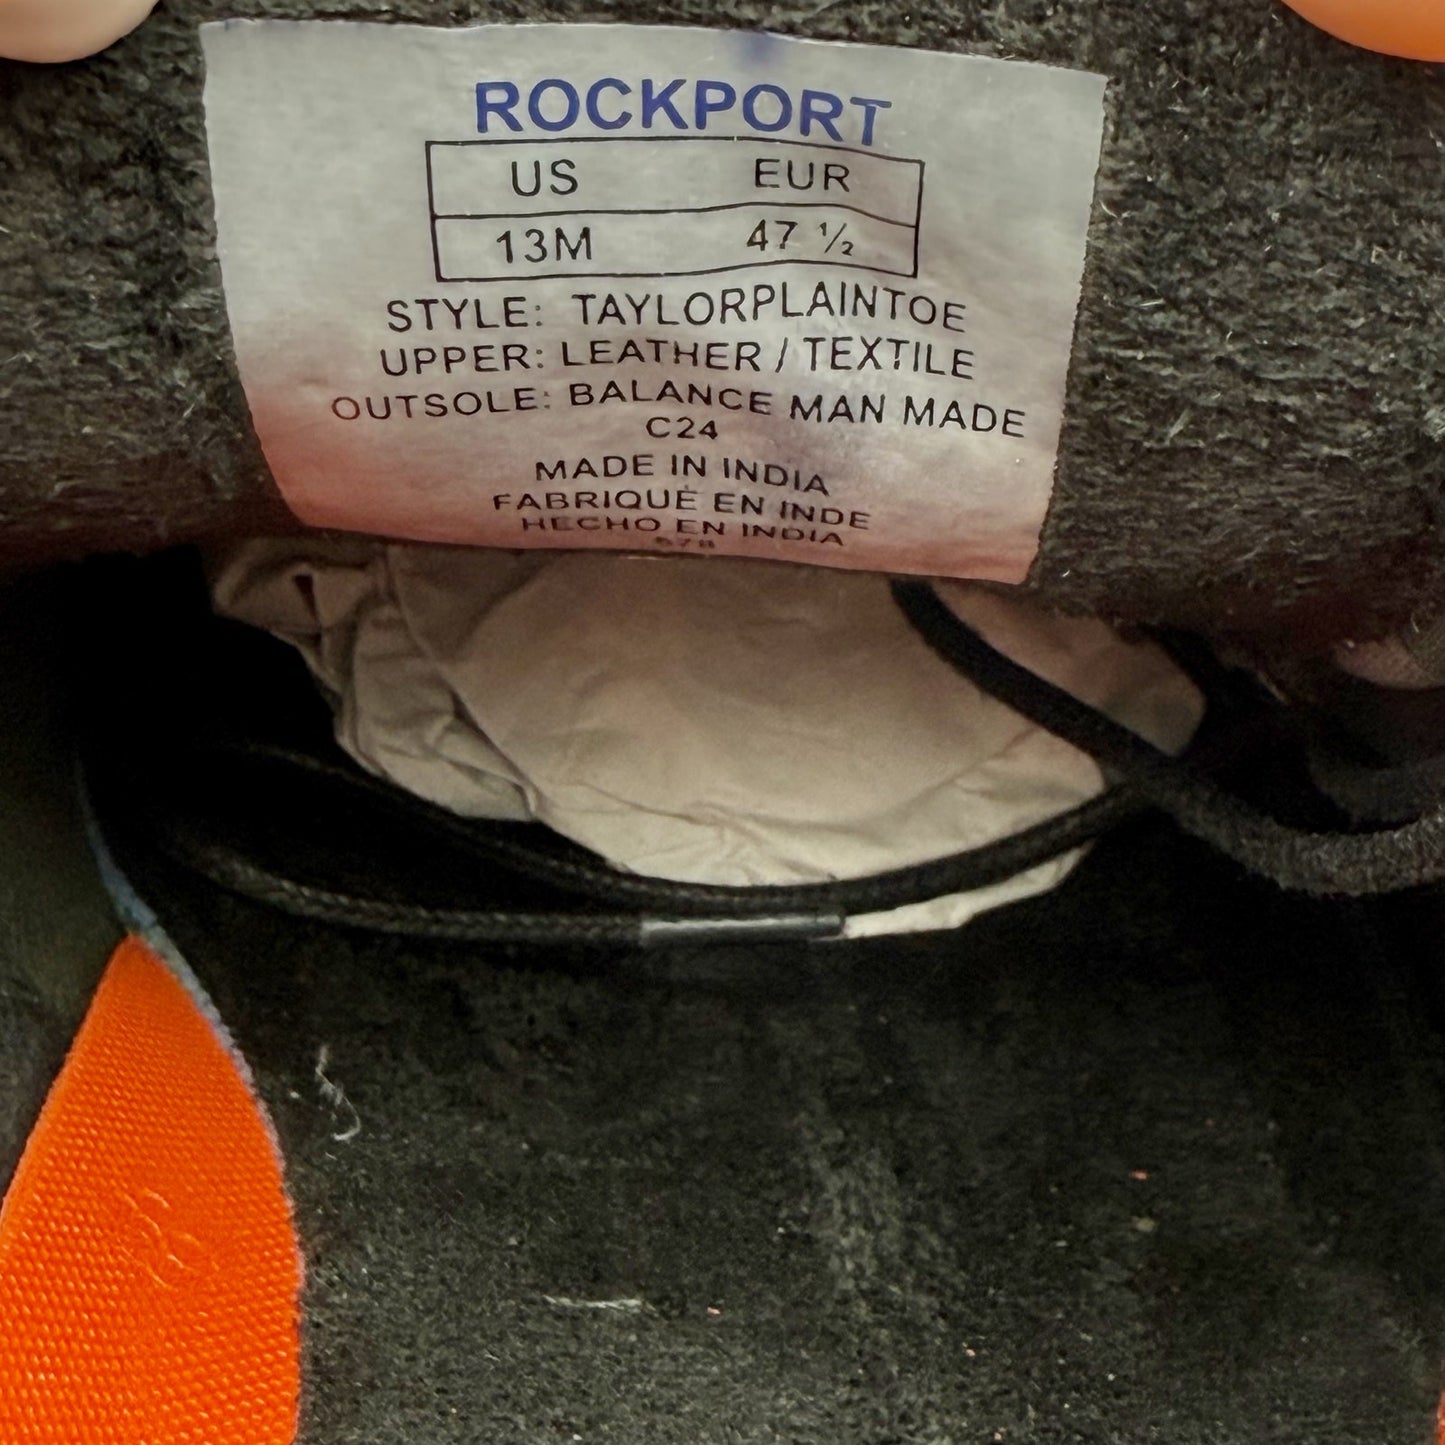 ROCKPORT
US EUR
13M 47 ½
STYLE: TAYLORPLAINTOE
UPPER: LEATHER / TEXTILE
OUTSOLE: BALANCE MAN MADE
C24
MADE IN INDIA
FABRIQUÉ EN INDE
HECHO EN INDIA